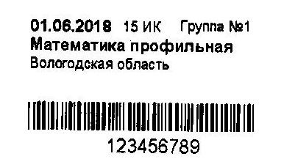 01.06.2018 15 ИК Группа №1
Математика профильная
Вологодская область
123456789